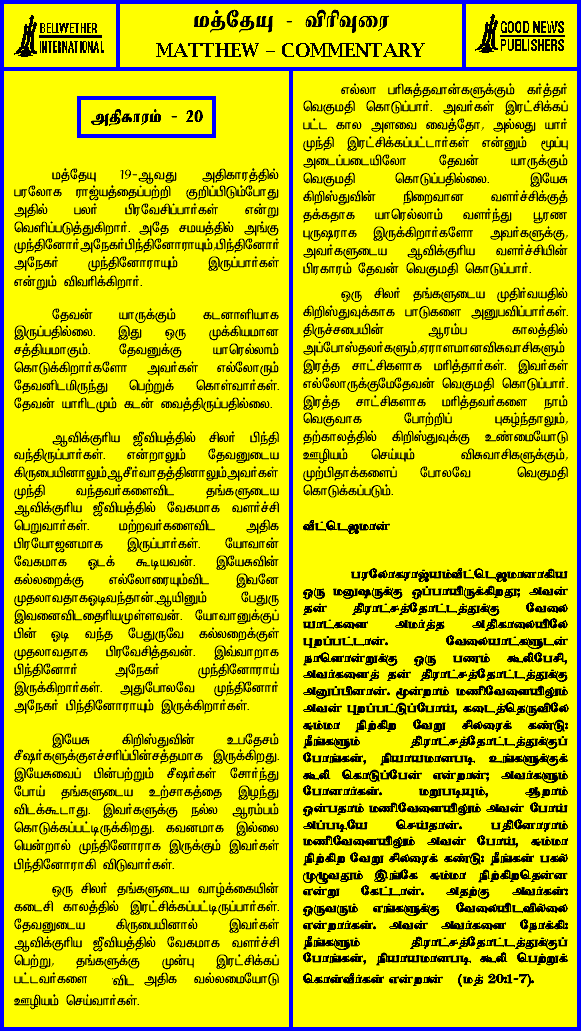 BELLWETHER
INTERNATIONAL
மத்தேயு - விரிவுரை
MATTHEW – COMMENTARY
GOOD NEWS
PUBLISHERS
அதிகாரம் - 20
மத்தேயு 19-ஆவது அதிகாரத்தில்
பரலோக ராஜ்யத்தைப்பற்றி குறிப்பிடும்போது
அதில் பலர் பிரவேசிப்பார்கள் என்று
வெளிப்படுத்துகிறார். அதே சமயத்தில் அங்கு
முந்தினோர்அநேகர்பிந்தினோராயும்,பிந்தினோர்
அநேகர் முந்தினோராயும் இருப்பார்கள்
என்றும் விவரிக்கிறார்.
தேவன் யாருக்கும் கடனாளியாக
இருப்பதில்லை. இது ஒரு முக்கியமான
சத்தியமாகும். தேவனுக்கு யாரெல்லாம்
கொடுக்கிறார்களோ அவர்கள் எல்லோரும்
தேவனிடமிருந்து பெற்றுக் கொள்வார்கள்.
தேவன் யாரிடமும் கடன் வைத்திருப்பதில்லை.
ஆவிக்குரிய ஜீவியத்தில் சிலர் பிந்தி
வந்திருப்பார்கள். என்றாலும் தேவனுடைய
கிருபையினாலும்ஆசீர்வாதத்தினாலும்அவர்கள்
முந்தி வந்தவர்களைவிட தங்களுடைய
ஆவிக்குரிய ஜீவியத்தில் வேகமாக வளர்ச்சி
பெறுவார்கள். மற்றவர்களைவிட அதிக
பிரயோஜனமாக இருப்பார்கள். யோவான்
வேகமாக ஓடக் கூடியவன். இயேசுவின்
கல்லறைக்கு எல்லோரையும்விட இவனே
முதலாவதாகஓடிவந்தான்.ஆயினும் பேதுரு
இவனைவிடதைரியமுள்ளவன். யோவானுக்குப்
பின் ஓடி வந்த பேதுருவே கல்லறைக்குள்
முதலாவதாக பிரவேசித்தவன். இவ்வாறாக
பிந்தினோர் அநேகர் முந்தினோராய்
இருக்கிறார்கள். அதுபோலவே முந்தினோர்
அநேகர் பிந்தினோராயும் இருக்கிறார்கள்.
இயேசு கிறிஸ்துவின் உபதேசம்
சீஷர்களுக்குஎச்சரிப்பின்சத்தமாக இருக்கிறது.
இயேசுவைப் பின்பற்றும் சீஷர்கள் சோர்ந்து
போய் தங்களுடைய உற்சாகத்தை இழந்து
விடக்கூடாது. இவர்களுக்கு நல்ல ஆரம்பம்
கொடுக்கப்பட்டிருக்கிறது. கவனமாக இல்லை
யென்றால் முந்தினோராக இருக்கும் இவர்கள்
பிந்தினோராகி விடுவார்கள்.
ஒரு சிலர் தங்களுடைய வாழ்க்கையின்
கடைசி காலத்தில் இரட்சிக்கப்பட்டிருப்பார்கள்.
தேவனுடைய கிருபையினால் இவர்கள்
ஆவிக்குரிய ஜீவியத்தில் வேகமாக வளர்ச்சி
பெற்று, தங்களுக்கு முன்பு இரட்சிக்கப்
பட்டவர்களை விட அதிக வல்லமையோடு
ஊழியம் செய்வார்கள்.
எல்லா பரிசுத்தவான்களுக்கும் கர்த்தர்
வெகுமதி கொடுப்பார். அவர்கள் இரட்சிக்கப்
பட்ட கால அளவை வைத்தோ, அல்லது யார்
முந்தி இரட்சிக்கப்பட்டார்கள் என்னும் மூப்பு
அடைப்படையிலோ தேவன் யாருக்கும்
வெகுமதி கொடுப்பதில்லை. இயேசு
கிறிஸ்துவின் நிறைவான வளர்ச்சிக்குத்
தக்கதாக யாரெல்லாம் வளர்ந்து பூரண
புருஷராக இருக்கிறார்களோ அவர்களுக்கு,
அவர்களுடைய ஆவிக்குரிய வளர்ச்சியின்
பிரகாரம் தேவன் வெகுமதி கொடுப்பார்.
ஒரு சிலர் தங்களுடைய முதிர்வயதில்
கிறிஸ்துவுக்காக பாடுகளை அனுபவிப்பார்கள்.
திருச்சபையின் ஆரம்ப காலத்தில்
அப்போஸ்தலர்களும்,ஏராளமானவிசுவாசிகளும்
இரத்த சாட்சிகளாக மரித்தார்கள். இவர்கள்
எல்லோருக்குமேதேவன் வெகுமதி கொடுப்பார்.
இரத்த சாட்சிகளாக மரித்தவர்களை நாம்
வெகுவாக போற்றிப் புகழ்ந்தாலும்,
தற்காலத்தில் கிறிஸ்துவுக்கு உண்மையோடு
ஊழியம் செய்யும் விசுவாசிகளுக்கும்,
முற்பிதாக்களைப் போலவே வெகுமதி
கொடுக்கப்படும்.
வீட்டெஜமான்
பரலோகராஜ்யம்வீட்டெஜமானாகிய
ஒரு மனுஷருக்கு ஒப்பாயிருக்கிறது; அவன்
தன் திராட்சத்தோட்டத்துக்கு வேலை
யாட்களை அமர்த்த அதிகாலையிலே
புறப்பட்டான். வேலையாட்களுடன்
நாளொன்றுக்கு ஒரு பணம் கூலிபேசி,
அவர்களைத் தன் திராட்சத்தோட்டத்துக்கு
அனுப்பினான். மூன்றாம் மணிவேளையிலும்
அவன் புறப்பட்டுப்போய், கடைத்தெருவிலே
சும்மா நிற்கிற வேறு சிலரைக் கண்டு:
நீங்களும் திராட்சத்தோட்டத்துக்குப்
போங்கள், நியாயமானபடி உங்களுக்குக்
கூலி கொடுப்பேன் என்றான்; அவர்களும்
போனார்கள். மறுபடியும், ஆறாம்
ஒன்பதாம் மணிவேளையிலும் அவன் போய்
அப்படியே செய்தான். பதினோராம்
மணிவேளையிலும் அவன் போய், சும்மா
நிற்கிற வேறு சிலரைக் கண்டு: நீங்கள் பகல்
முழுவதும் இங்கே சும்மா நிற்கிறதென்ன
என்று கேட்டான். அதற்கு அவர்கள்:
ஒருவரும் எங்களுக்கு வேலையிடவில்லை
என்றார்கள். அவன் அவர்களை நோக்கி:
நீங்களும் திராட்சத்தோட்டத்துக்குப்
போங்கள், நியாயமானபடி கூலி பெற்றுக்
கொள்வீர்கள் என்றான் (மத் 20:1-7).